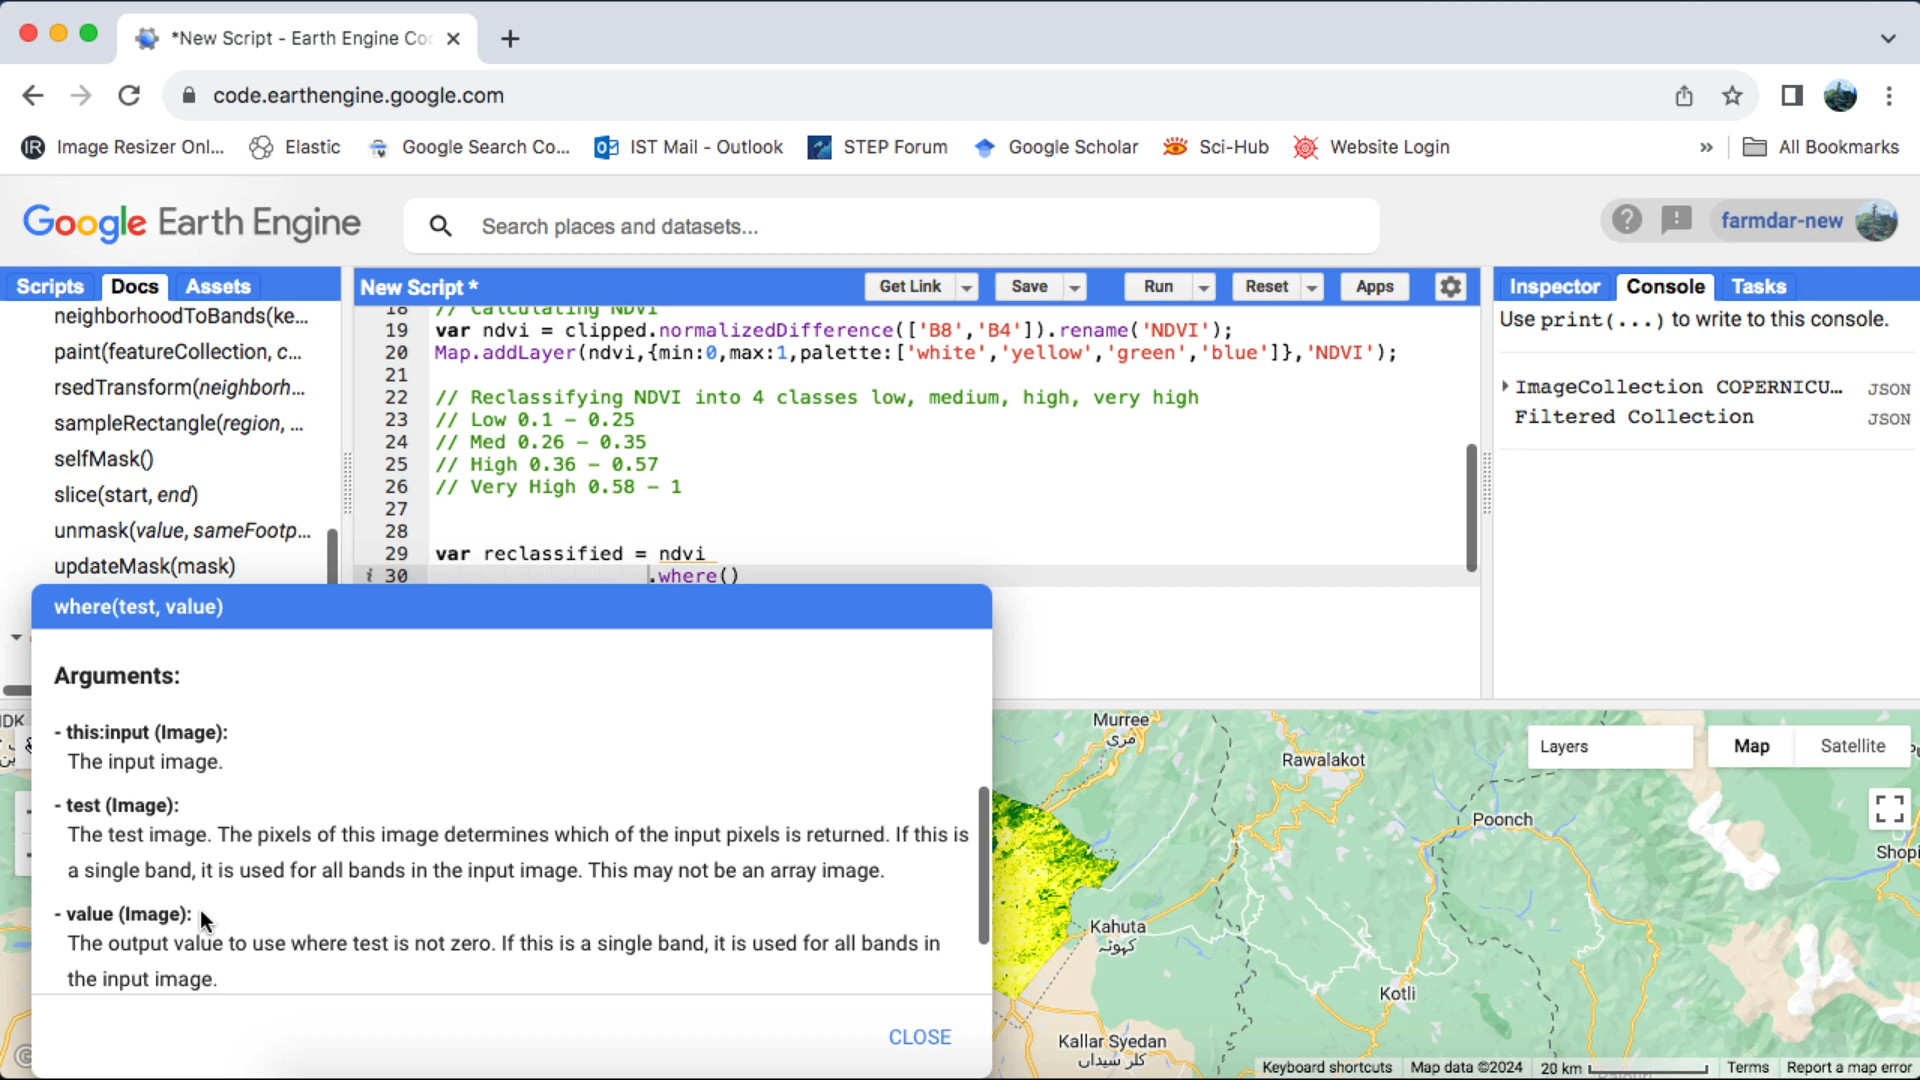 *New Script - Earth Engine Co
code.earthengine.google.com
IR Image Resizer Onl... Elastic Google Search Co... IST Mail - Outlook STEP Forum Google Scholar Sci-Hub Website Login » All Bookmarks
Google Earth Engine
Search places and datasets...
farmdar-new
Scripts Docs Assets
neighborhoodToBands(ke...
paint(featureCollection, c...
rsedTransform(neighborh...
sampleRectangle(region, ...
selfMask()
slice(start, end)
unmask(value, sameFootp...
updateMask(mask)
New Script *
Get Link Save Run Reset Apps
18 // Calculating NDVI
19 var ndvi = clipped.normalizedDifference(['B8','B4']).rename('NDVI');
20 Map.addLayer(ndvi,{min:0,max:1,palette:['white','yellow','green','blue']},'NDVI');
21
22 // Reclassifying NDVI into 4 classes low, medium, high, very high
23 // Low 0.1 – 0.25
24 // Med 0.26 – 0.35
25 // High 0.36 – 0.57
26 // Very High 0.58 – 1
27
28
29 var reclassified = ndvi
i 30 .where()
Inspector Console Tasks
Use print(...) to write to this console.
ImageCollection COPERNICU... JSON
Filtered Collection JSON
where(test, value)
Arguments:
- this:input (Image):
The input image.
- test (Image):
The test image. The pixels of this image determines which of the input pixels is returned. If this is
a single band, it is used for all bands in the input image. This may not be an array image.
- value (Image):
The output value to use where test is not zero. If this is a single band, it is used for all bands in
the input image.
CLOSE
Murree
مری
Rawalakot
Poonch
Shopi
Kahuta
کہوٹہ
Kotli
Kallar Syedan
کلر سیداں
Layers
Map Satellite
Keyboard shortcuts Map data ©2024 20 km Terms Report a map error